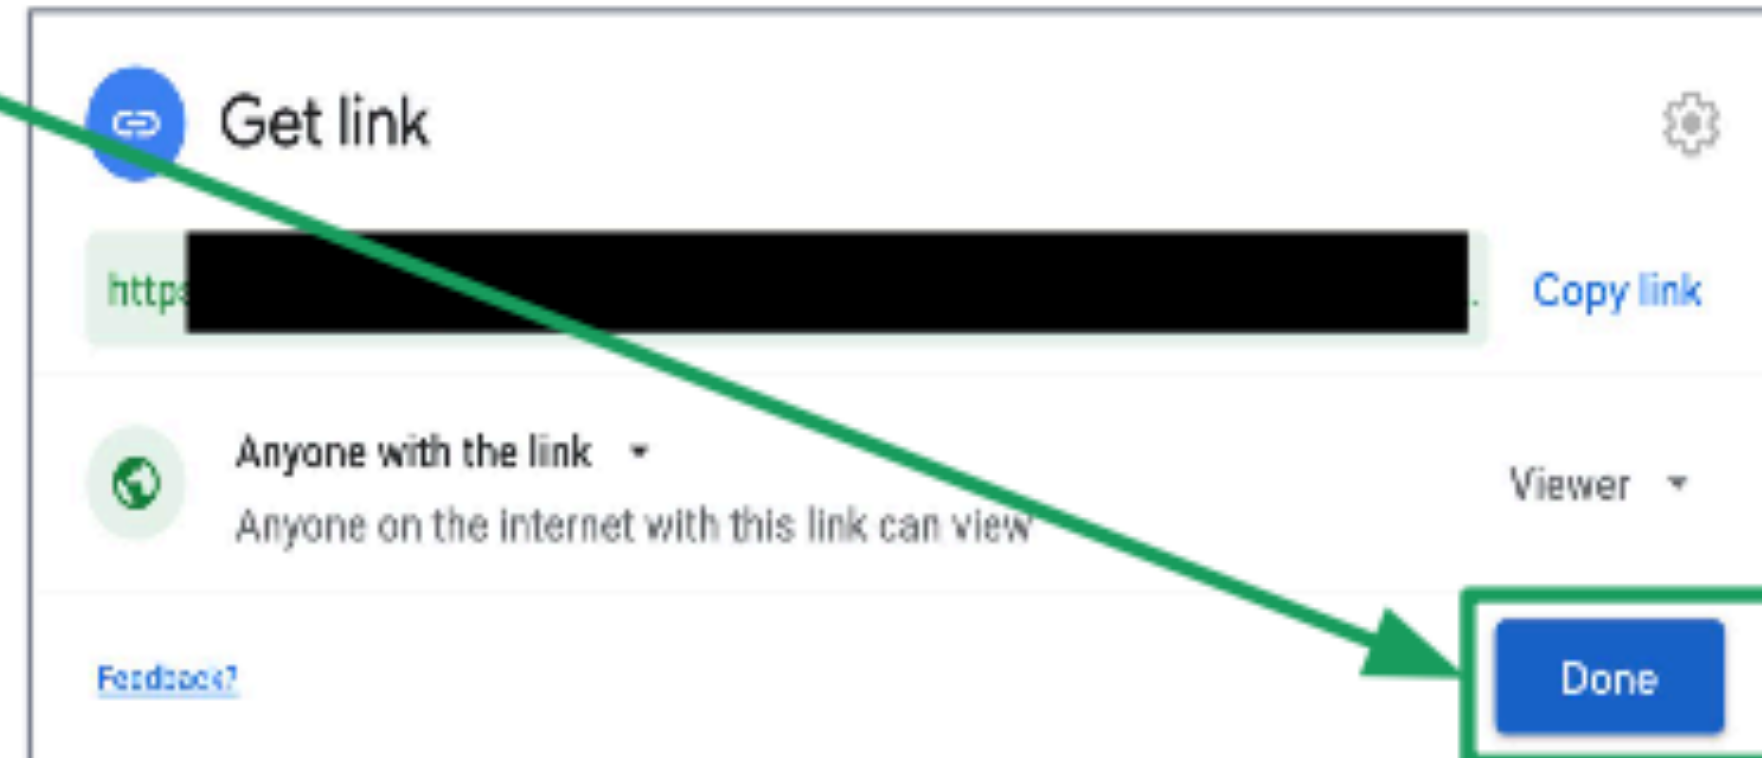 Get link
https
Copy link
Anyone with the link
Viewer
Anyone on the internet with this link can view
Feedback?
Done